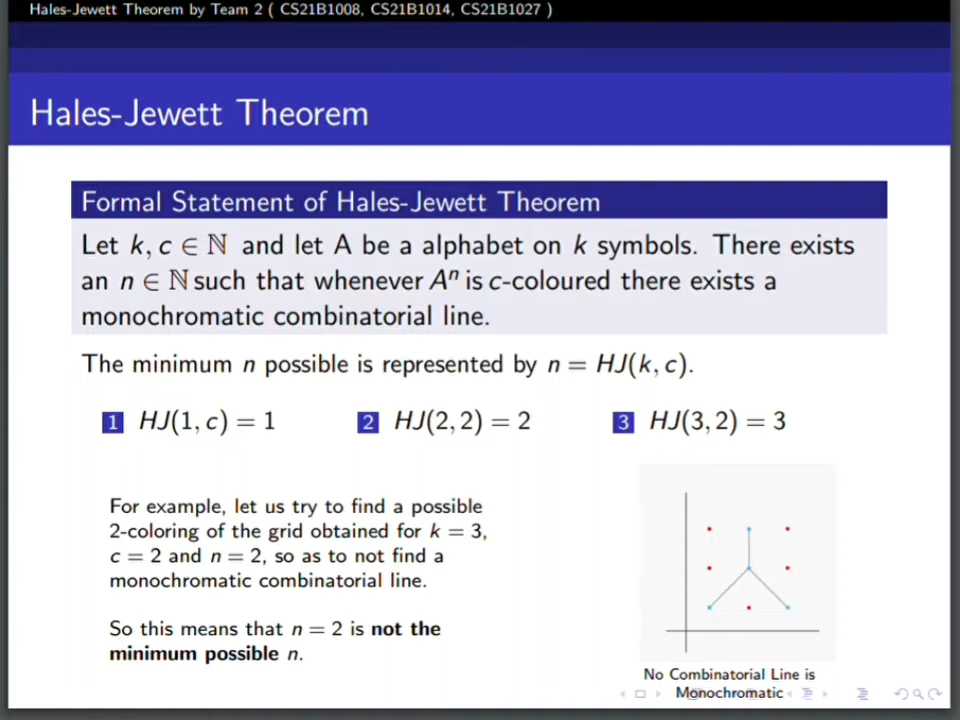 Hales-Jewett Theorem by Team 2 ( CS21B1008, CS21B1014, CS21B1027 )
Hales-Jewett Theorem
Formal Statement of Hales-Jewett Theorem
Let k, c ∈ ℕ and let A be a alphabet on k symbols. There exists
an n ∈ ℕ such that whenever Aⁿ is c-coloured there exists a
monochromatic combinatorial line.
The minimum n possible is represented by n = HJ(k, c).
1 HJ(1, c) = 1
2 HJ(2, 2) = 2
3 HJ(3, 2) = 3
For example, let us try to find a possible
2-coloring of the grid obtained for k = 3,
c = 2 and n = 2, so as to not find a
monochromatic combinatorial line.
So this means that n = 2 is not the
minimum possible n.
No Combinatorial Line is
Monochromatic